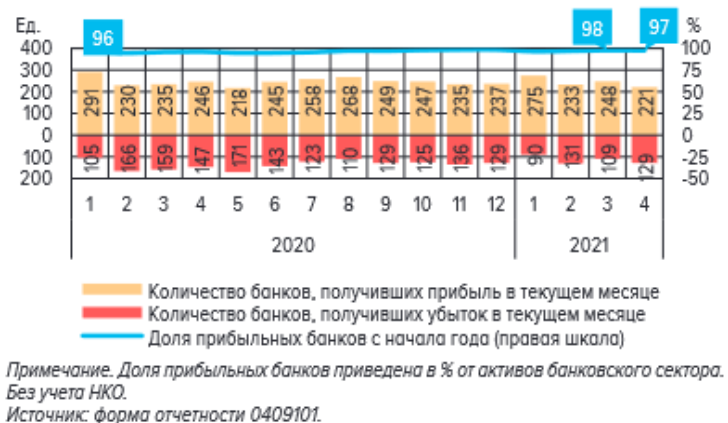 Ед.
%
96
98
97
400
300
200
100
0
100
200
100
75
50
25
0
-25
-50
291 230 235 246 218 245 258 268 249 247 235 237 275 233 248 221
105 166 159 147 171 143 123 110 129 125 136 129 90 131 109 129
1 2 3 4 5 6 7 8 9 10 11 12 1 2 3 4
2020 2021
Количество банков, получивших прибыль в текущем месяце
Количество банков, получивших убыток в текущем месяце
Доля прибыльных банков с начала года (правая шкала)
Примечание. Доля прибыльных банков приведена в % от активов банковского сектора.
Без учета НКО.
Источник: форма отчетности 0409101.